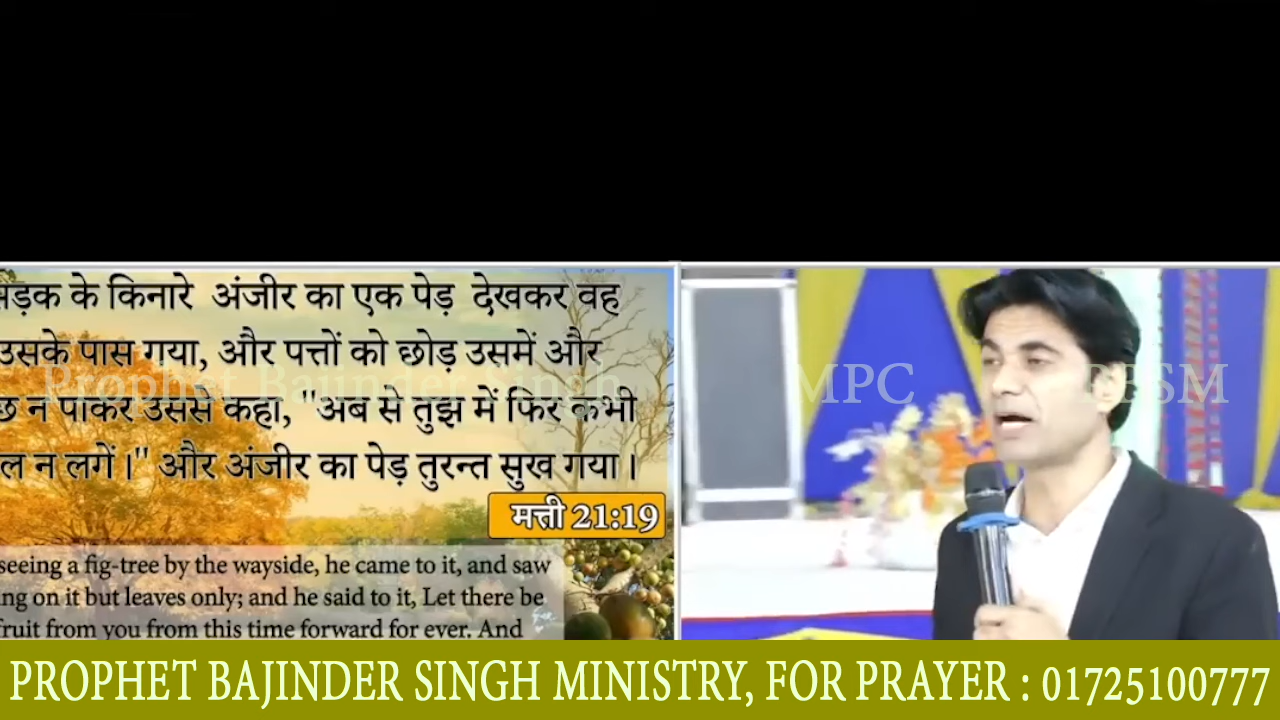 सड़क के किनारे अंजीर का एक पेड़ देखकर वह
उसके पास गया, और पत्तों को छोड़ उसमें और
न पाकर उससे कहा, "अब से तुझ में फिर कभी
न लगें।" और अंजीर का पेड़ तुरन्त सुख गया।
मत्ती 21:19
seeing a fig-tree by the wayside, he came to it, and saw
on it but leaves only; and he said to it, Let there be
fruit from you from this time forward for ever. And
Prophet Bajinder Singh
MPC
PBSM
PROPHET BAJINDER SINGH MINISTRY, FOR PRAYER : 01725100777